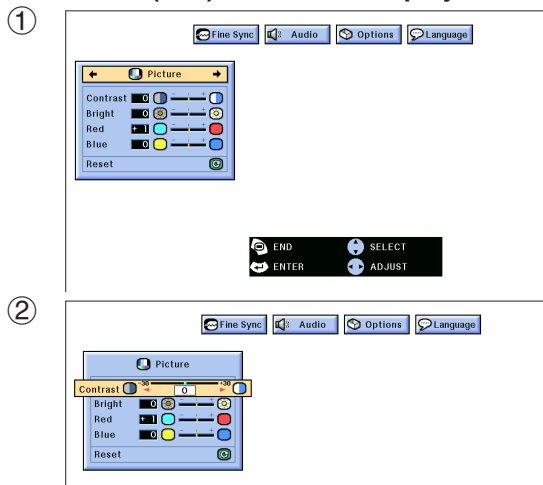 ①
Fine Sync Audio Options Language
Picture
Contrast 0 - +
Bright 0 - +
Red + 1 - +
Blue 0 - +
Reset
END SELECT
ENTER ADJUST
②
Fine Sync Audio Options Language
Picture
Contrast -30 0 +30
Bright 0 - +
Red + 1 - +
Blue 0 - +
Reset